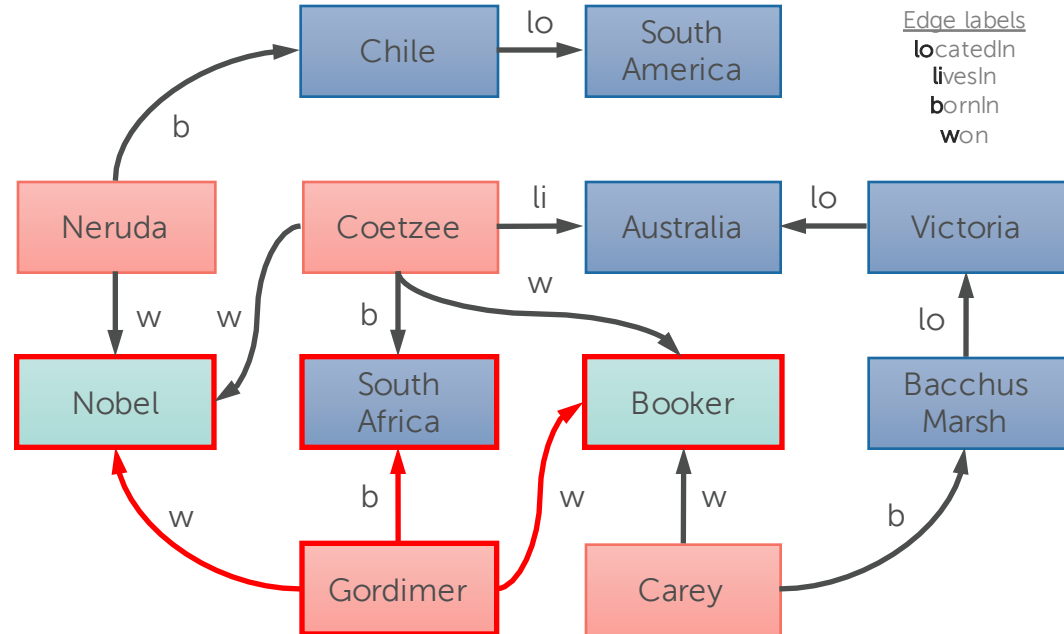 lo
Edge labels
Chile
South
America
locatedIn
livesIn
bornIn
won
b
li
lo
Neruda
Coetzee
Australia
Victoria
w
w
b
w
lo
Nobel
South
Africa
Booker
Bacchus
Marsh
w
b
w
w
b
Gordimer
Carey